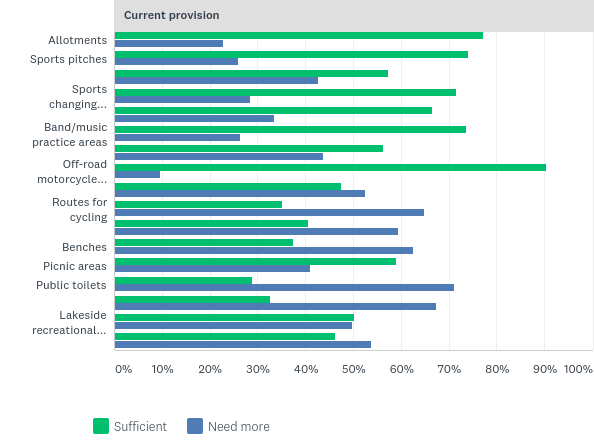 Current provision
Allotments
Sports pitches
Sports
changing...
Band/music
practice areas
Off-road
motorcycle...
Routes for
cycling
Benches
Picnic areas
Public toilets
Lakeside
recreational...
0% 10% 20% 30% 40% 50% 60% 70% 80% 90% 100%
Sufficient Need more